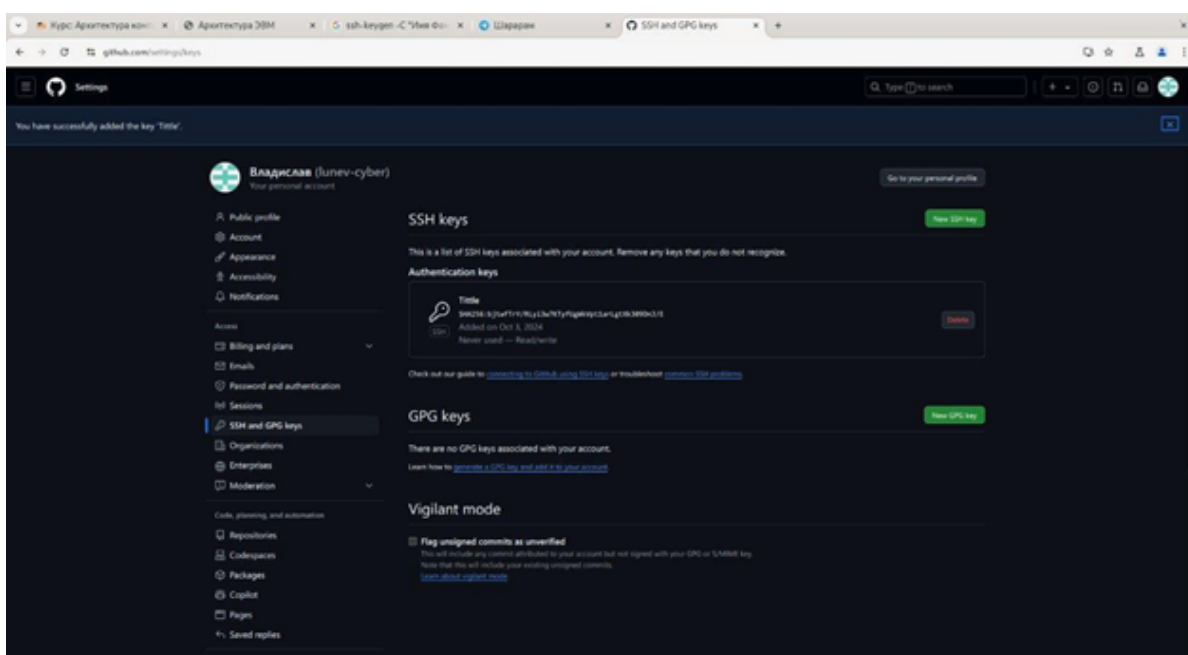 Курс: Архитектура комп
Архитектура ЭВМ
ssh-keygen -C "Имя Фа
Шарарам
SSH and GPG keys
github.com/settings/keys
Settings
Type / to search
You have successfully added the key 'Tittle'.
Владислав (lunev-cyber)
Your personal account
Go to your personal profile
Public profile
Account
Appearance
Accessibility
Notifications
Access
Billing and plans
Emails
Password and authentication
Sessions
SSH and GPG keys
Organizations
Enterprises
Moderation
Code, planning, and automation
Repositories
Codespaces
Packages
Copilot
Pages
Saved replies
SSH keys
New SSH key
This is a list of SSH keys associated with your account. Remove any keys that you do not recognize.
Authentication keys
Tittle
SSH
Added on Oct 3, 2024
Never used — Read/write
Delete
Check out our guide to connecting to GitHub using SSH keys or troubleshoot common SSH problems.
GPG keys
New GPG key
There are no GPG keys associated with your account.
Learn how to generate a GPG key and add it to your account.
Vigilant mode
Flag unsigned commits as unverified
This will include any commit attributed to your account but not signed with your GPG or S/MIME key.
Note that this will include your existing unsigned commits.
Learn about vigilant mode